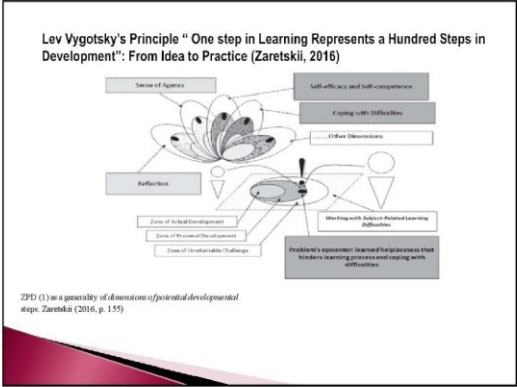 Lev Vygotsky's Principle “ One step in Learning Represents a Hundred Steps in
Development”: From Idea to Practice (Zaretskii, 2016)
Sense of Agency
Self-efficacy and Self-competence
Coping with Difficulties
Other Dimensions
Reflection
Zone of Actual Development
Zone of Proximal Development
Zone of Unattainable Challenge
Working with Subject-Related Learning
Difficulties.
Problem's epicenter: learned helplessness that
hinders learning process and coping with
difficulties
ZPD (1) as a generality of dimensions of potential developmental
steps. Zaretskii (2016, p. 155)